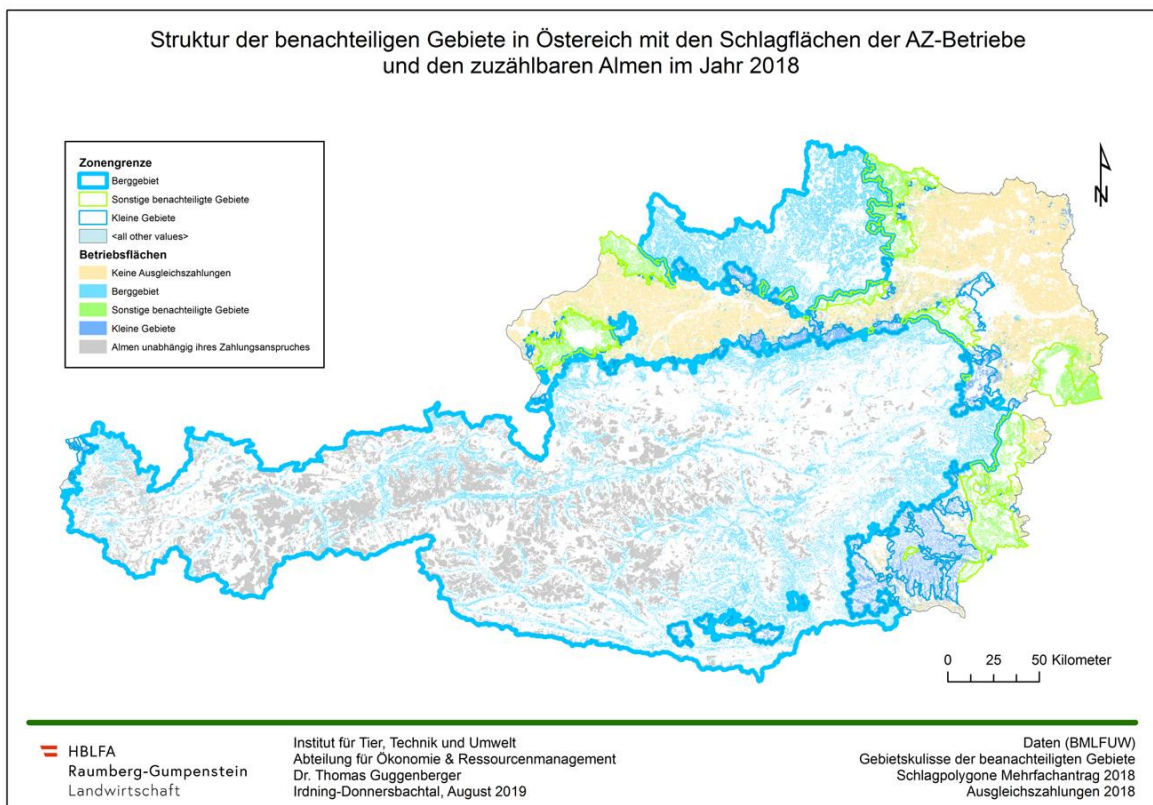 Struktur der benachteiligen Gebiete in Östereich mit den Schlagflächen der AZ-Betriebe
und den zuzählbaren Almen im Jahr 2018
Zonengrenze
Berggebiet
Sonstige benachteiligte Gebiete
Kleine Gebiete
<all other values>
Betriebsflächen
Keine Ausgleichszahlungen
Berggebiet
Sonstige benachteiligte Gebiete
Kleine Gebiete
Almen unabhängig ihres Zahlungsanspruches
N
0 25 50 Kilometer
HBLFA
Raumberg-Gumpenstein
Landwirtschaft
Institut für Tier, Technik und Umwelt
Abteilung für Ökonomie & Ressourcenmanagement
Dr. Thomas Guggenberger
Irdning-Donnersbachtal, August 2019
Daten (BMLFUW)
Gebietskulisse der beanachteiligten Gebiete
Schlagpolygone Mehrfachantrag 2018
Ausgleichszahlungen 2018